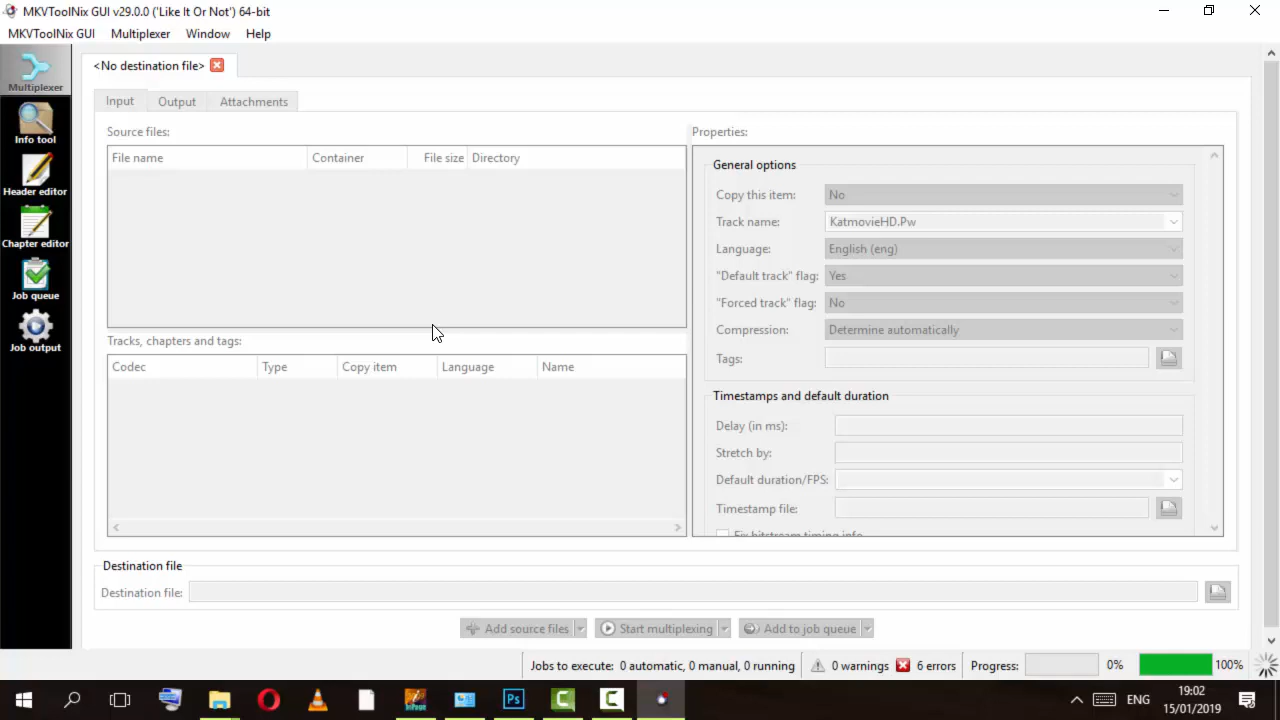 MKVToolNix GUI v29.0.0 ('Like It Or Not') 64-bit
MKVToolNix GUI Multiplexer Window Help
<No destination file>
Multiplexer
Info tool
Header editor
Chapter editor
Job queue
Job output
Input Output Attachments
Source files:
File name Container File size Directory
Tracks, chapters and tags:
Codec Type Copy item Language Name
Properties:
General options
Copy this item: No
Track name: KatmovieHD.Pw
Language: English (eng)
"Default track" flag: Yes
"Forced track" flag: No
Compression: Determine automatically
Tags:
Timestamps and default duration
Delay (in ms):
Stretch by:
Default duration/FPS:
Timestamp file:
Fix bitstream timing info
Destination file
Destination file:
Add source files Start multiplexing Add to job queue
Jobs to execute: 0 automatic, 0 manual, 0 running 0 warnings 6 errors Progress: 0% 100%
Ps
ENG
19:02
15/01/2019